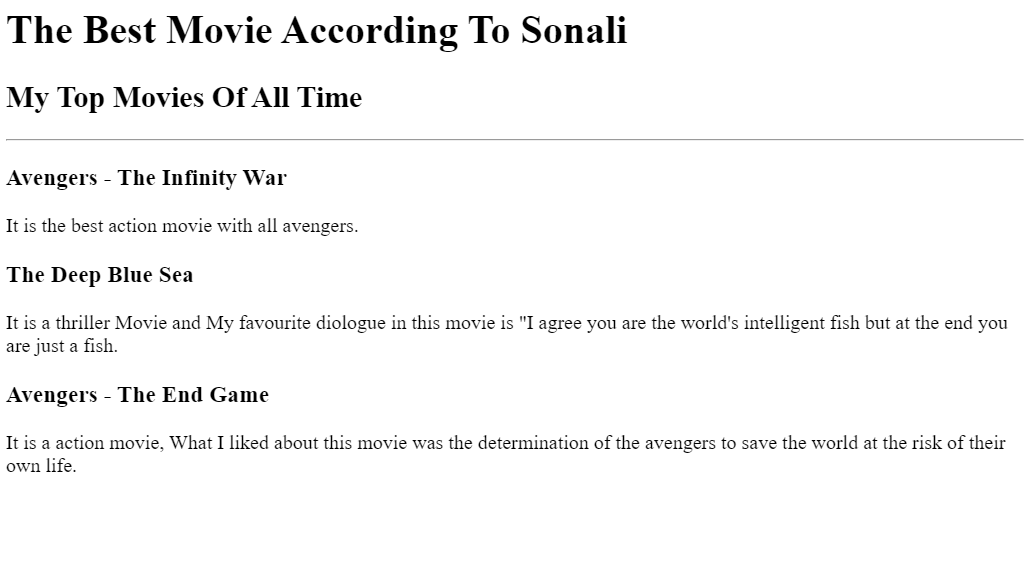 The Best Movie According To Sonali
My Top Movies Of All Time
Avengers - The Infinity War
It is the best action movie with all avengers.
The Deep Blue Sea
It is a thriller Movie and My favourite diologue in this movie is "I agree you are the world's intelligent fish but at the end you
are just a fish.
Avengers - The End Game
It is a action movie, What I liked about this movie was the determination of the avengers to save the world at the risk of their
own life.